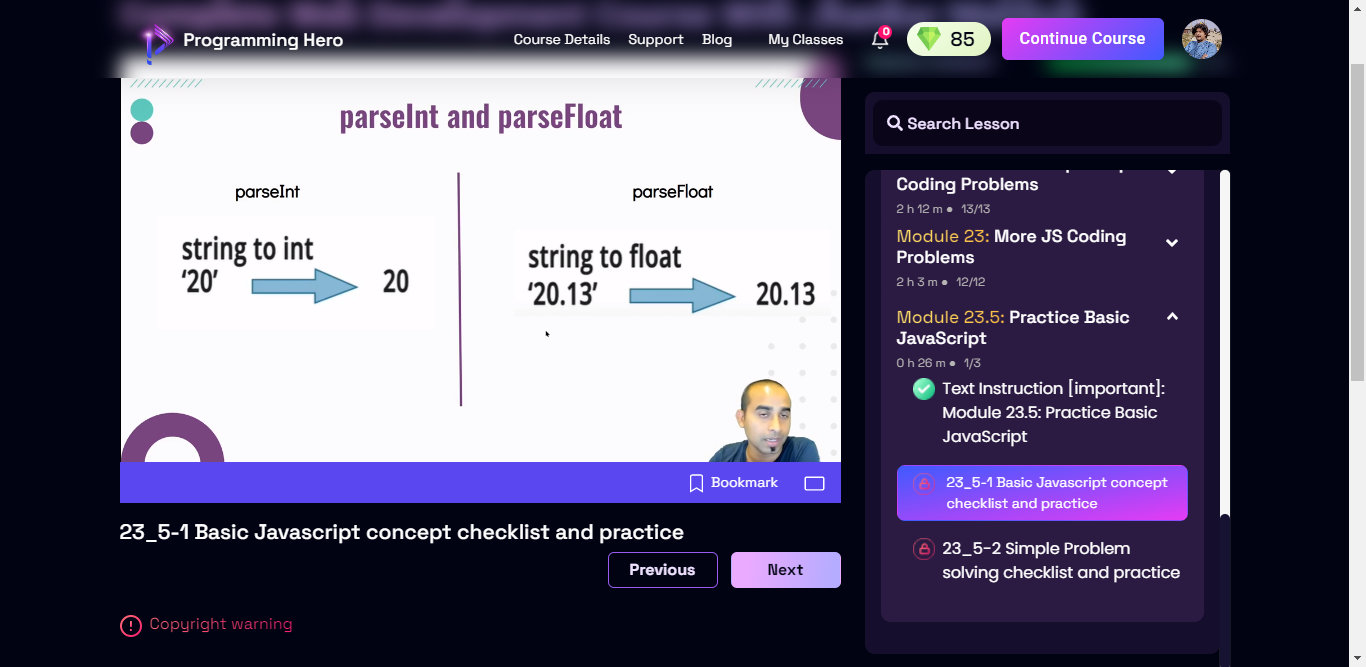 Programming Hero
Course Details Support Blog My Classes
0
85
Continue Course
parseInt and parseFloat
parseInt
string to int
‘20’ 20
parseFloat
string to float
‘20.13’ 20.13
Bookmark
23_5-1 Basic Javascript concept checklist and practice
Previous Next
Copyright warning
Search Lesson
Coding Problems
2 h 12 m ● 13/13
Module 23: More JS Coding
Problems
2 h 3 m ● 12/12
Module 23.5: Practice Basic
JavaScript
0 h 26 m ● 1/3
Text Instruction [important]:
Module 23.5: Practice Basic
JavaScript
23_5-1 Basic Javascript concept
checklist and practice
23_5-2 Simple Problem
solving checklist and practice